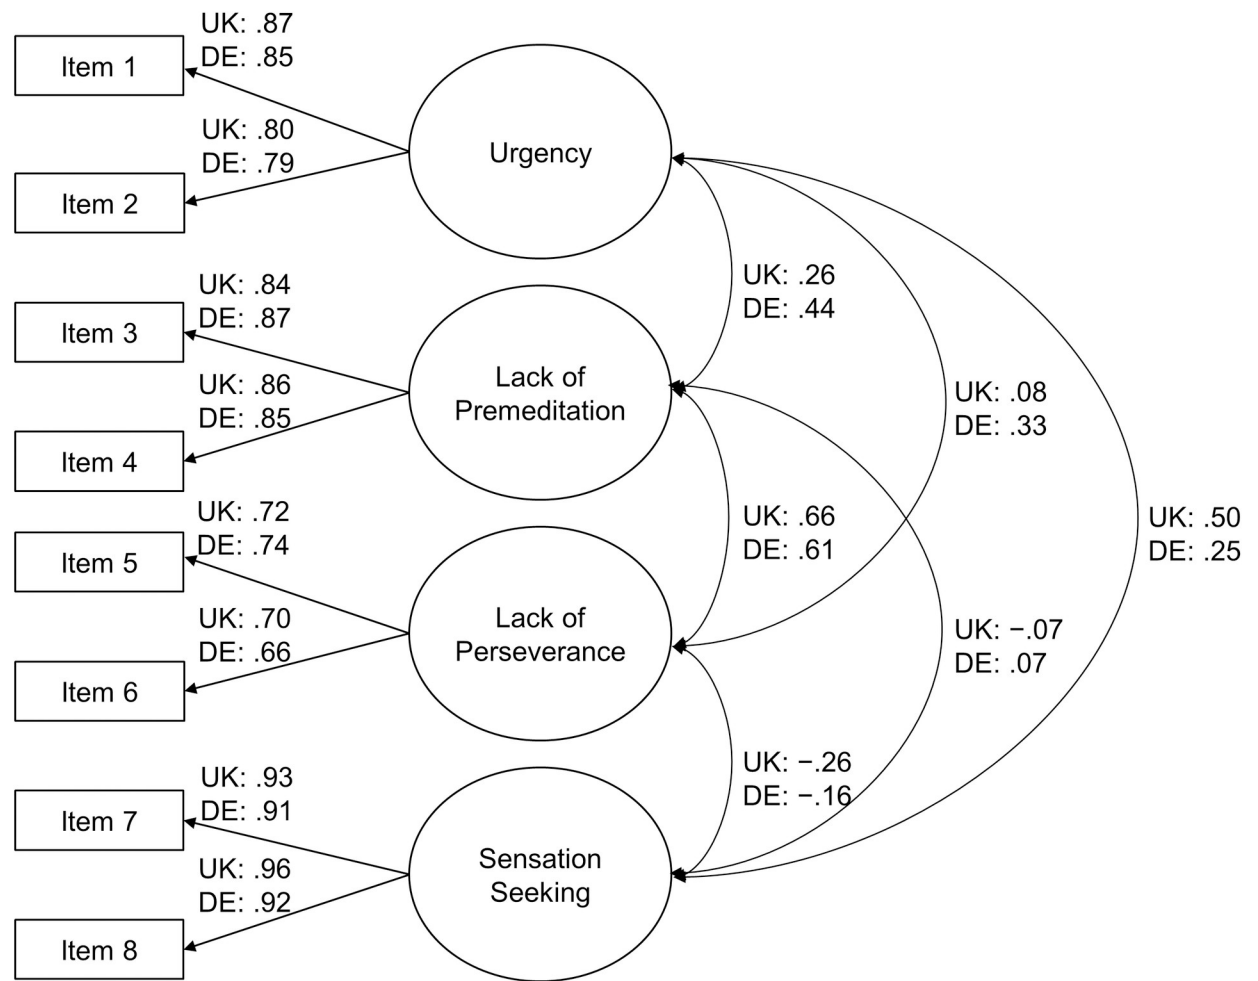 UK: .87
DE: .85
Item 1
UK: .80
DE: .79
Item 2
Urgency
UK: .84
DE: .87
Item 3
UK: .86
DE: .85
Item 4
Lack of
Premeditation
UK: .72
DE: .74
Item 5
UK: .70
DE: .66
Item 6
Lack of
Perseverance
UK: .93
DE: .91
Item 7
UK: .96
DE: .92
Item 8
Sensation
Seeking
UK: .26
DE: .44
UK: .66
DE: .61
UK: −.26
DE: −.16
UK: .08
DE: .33
UK: −.07
DE: .07
UK: .50
DE: .25